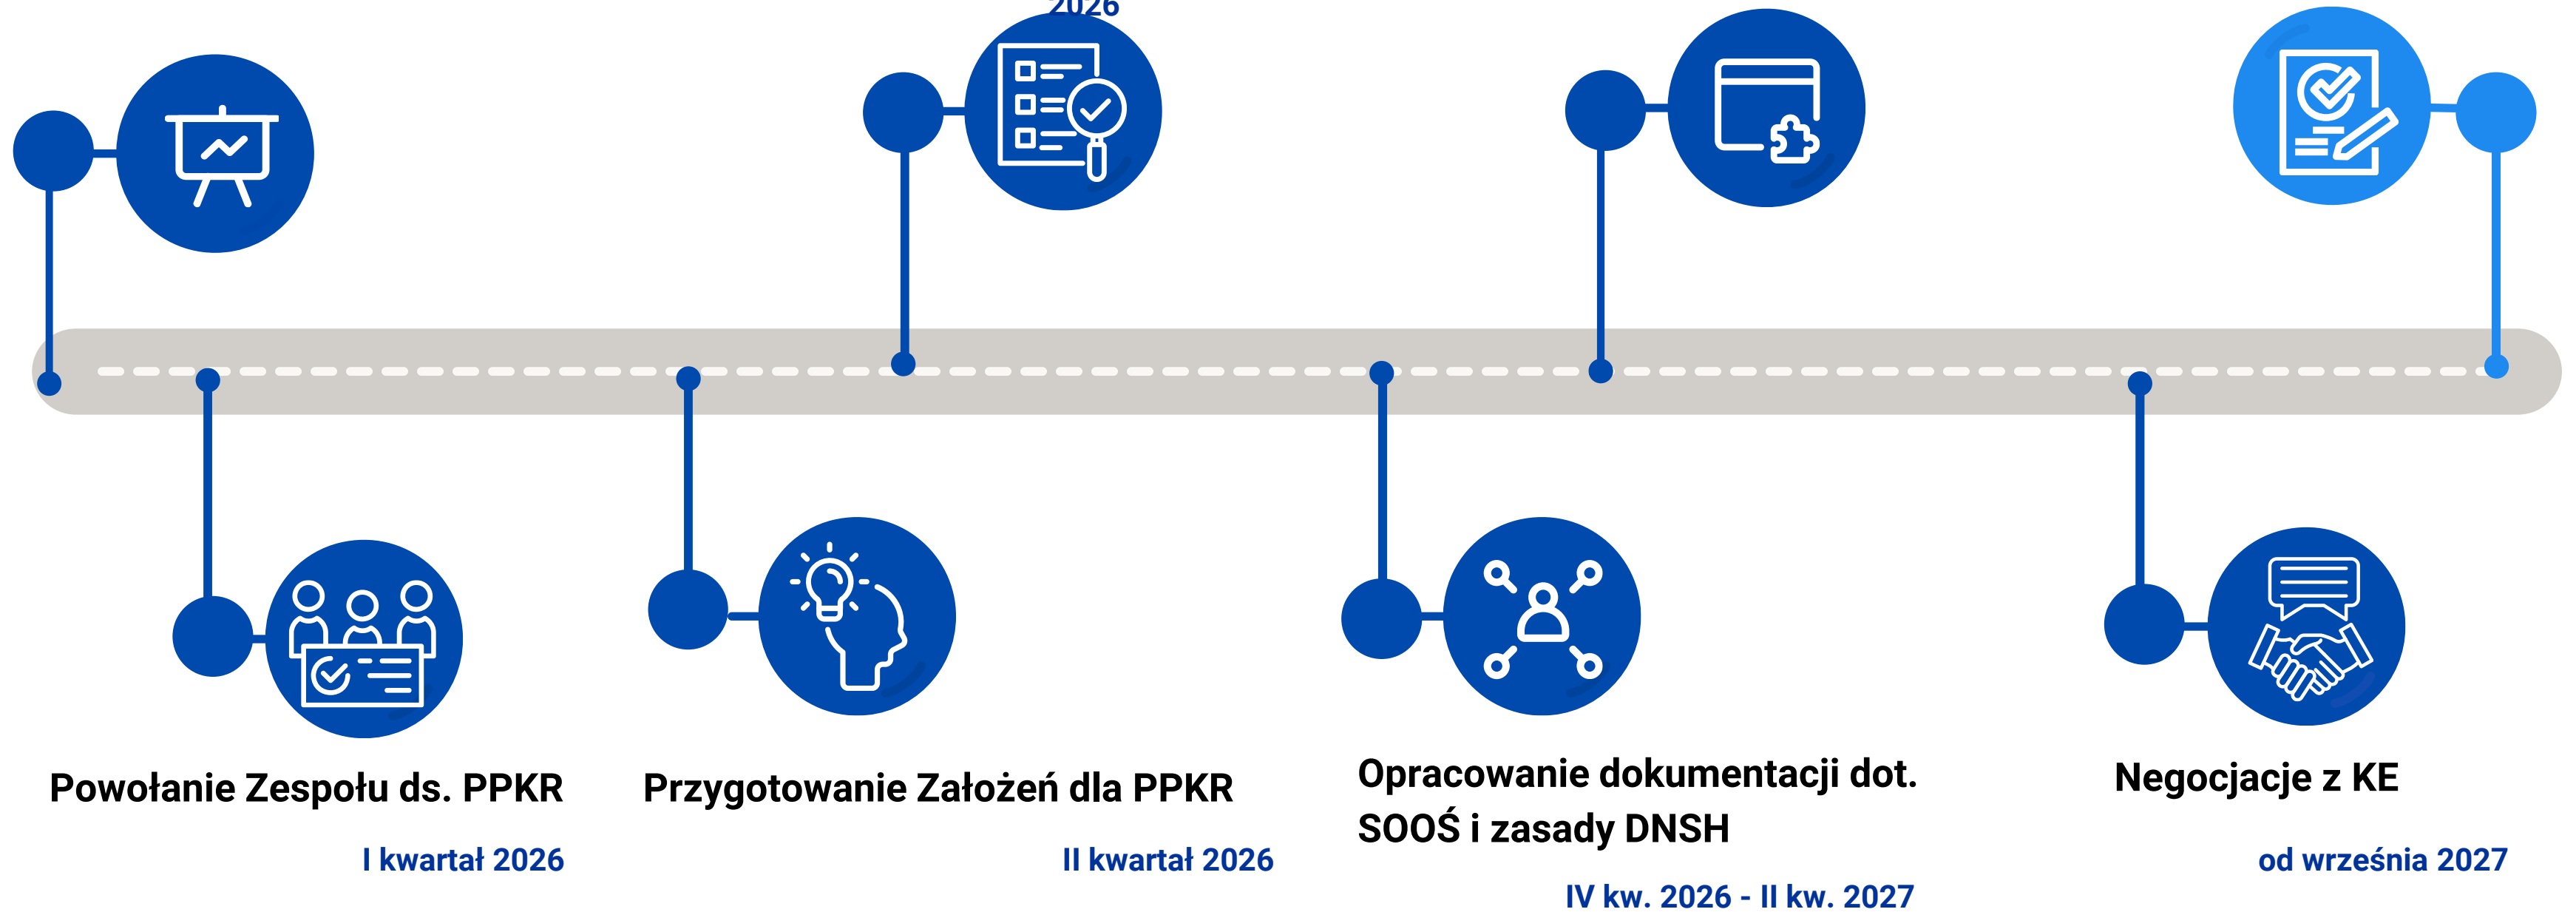 2026
Powołanie Zespołu ds. PPKR
I kwartał 2026
Przygotowanie Założeń dla PPKR
II kwartał 2026
Opracowanie dokumentacji dot.
SOOŚ i zasady DNSH
IV kw. 2026 - II kw. 2027
Negocjacje z KE
od września 2027